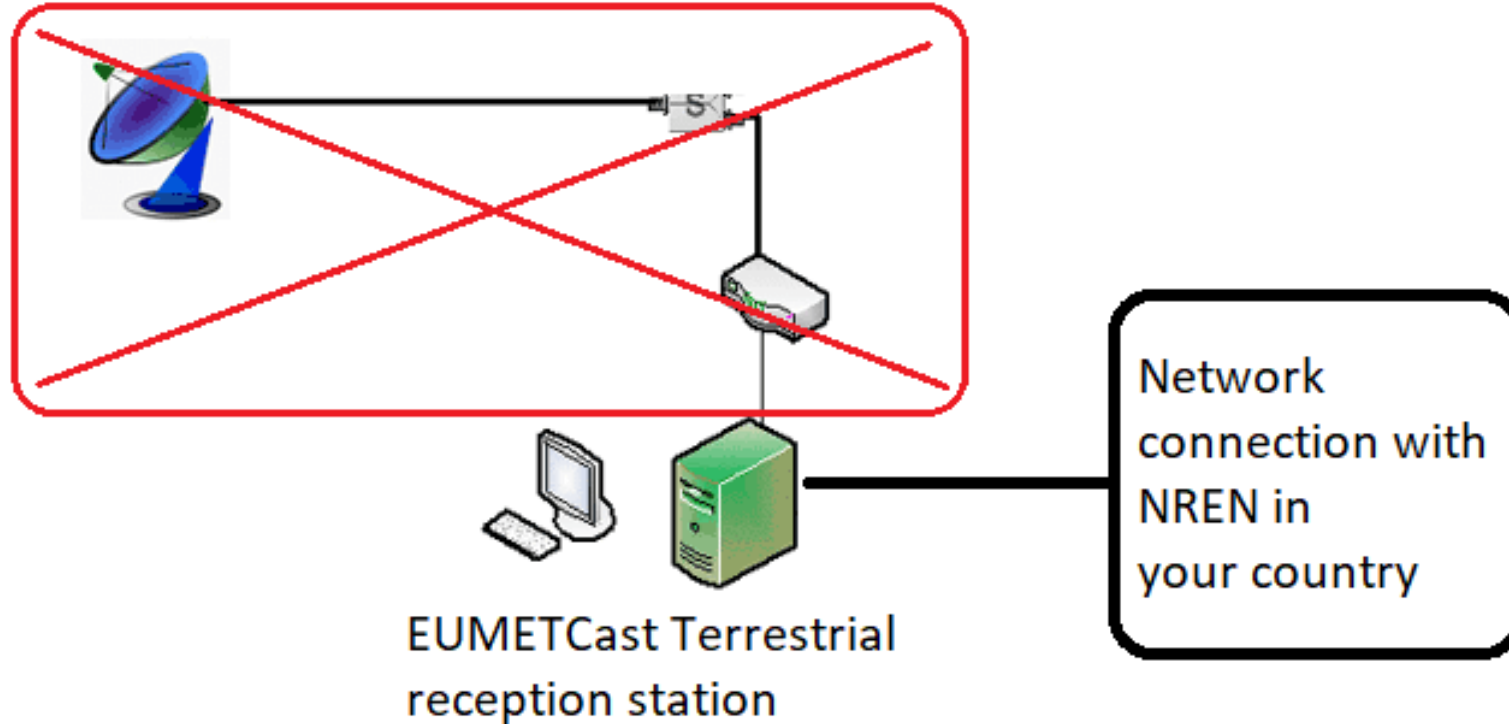 S
Network
connection with
NREN in
your country
EUMETCast Terrestrial
reception station